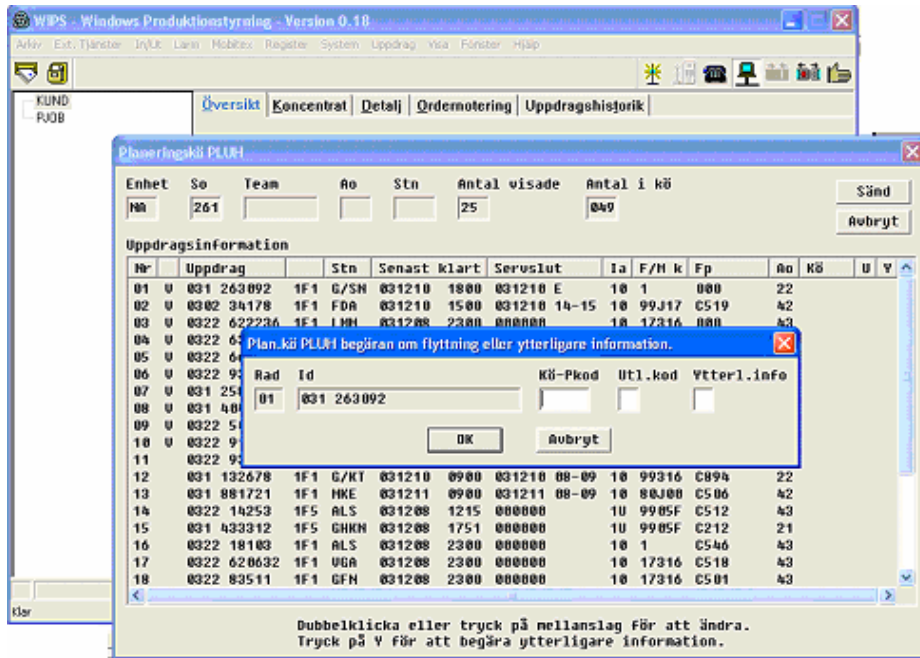 WIPS - Windows Produktionstyrning - Version 0.18
Arkiv Ext. Tjänster In/Ut Larm Mobitex Register System Uppdrag Visa Fönster Hjälp
KUND
PJOB
Översikt Koncentrat Detalj Ordernotering Uppdragshistorik
Planeringskö PLUH
Enhet So Team Ao Stn Antal visade Antal i kö
NA 261 25 049
Sänd
Avbryt
Uppdragsinformation
Nr Uppdrag Stn Senast klart Servslut Ia F/M k Fp Ao Kö U Y
01 V 031 263092 1F1 G/SN 031210 1800 031210 E 10 1 000 22
02 V 0302 34178 1F1 FDA 031210 1500 031210 14-15 10 99J17 C519 42
03 V 0322 622236 1F1 LMM 031208 2300 000000 10 17316 000 43
04 V 0322
05 V 0322
06 V 0322
07 V 031
08 V 031
09 V 0322
10 V 0322
11 0322
Plan.kö PLUH begäran om flyttning eller ytterligare information.
Rad Id Kö-Pkod Utl.kod Ytterl.info
01 031 263092
OK Avbryt
12 031 132678 1F1 G/KT 031210 0900 031210 08-09 10 99316 C894 22
13 031 881721 1F1 HKE 031211 0900 031211 08-09 10 80J00 C506 42
14 0322 14253 1F5 ALS 031208 1215 000000 1U 9905F C512 43
15 031 433312 1F5 GHKN 031208 1751 000000 1U 9905F C212 21
16 0322 18103 1F1 ALS 031208 2300 000000 10 1 C546 43
17 0322 620632 1F1 VGA 031208 2300 000000 10 17316 C518 43
18 0322 83511 1F1 GFN 031208 2300 000000 10 17316 C501 43
Klar
Dubbelklicka eller tryck på mellanslag för att ändra.
Tryck på Y för att begära ytterligare information.